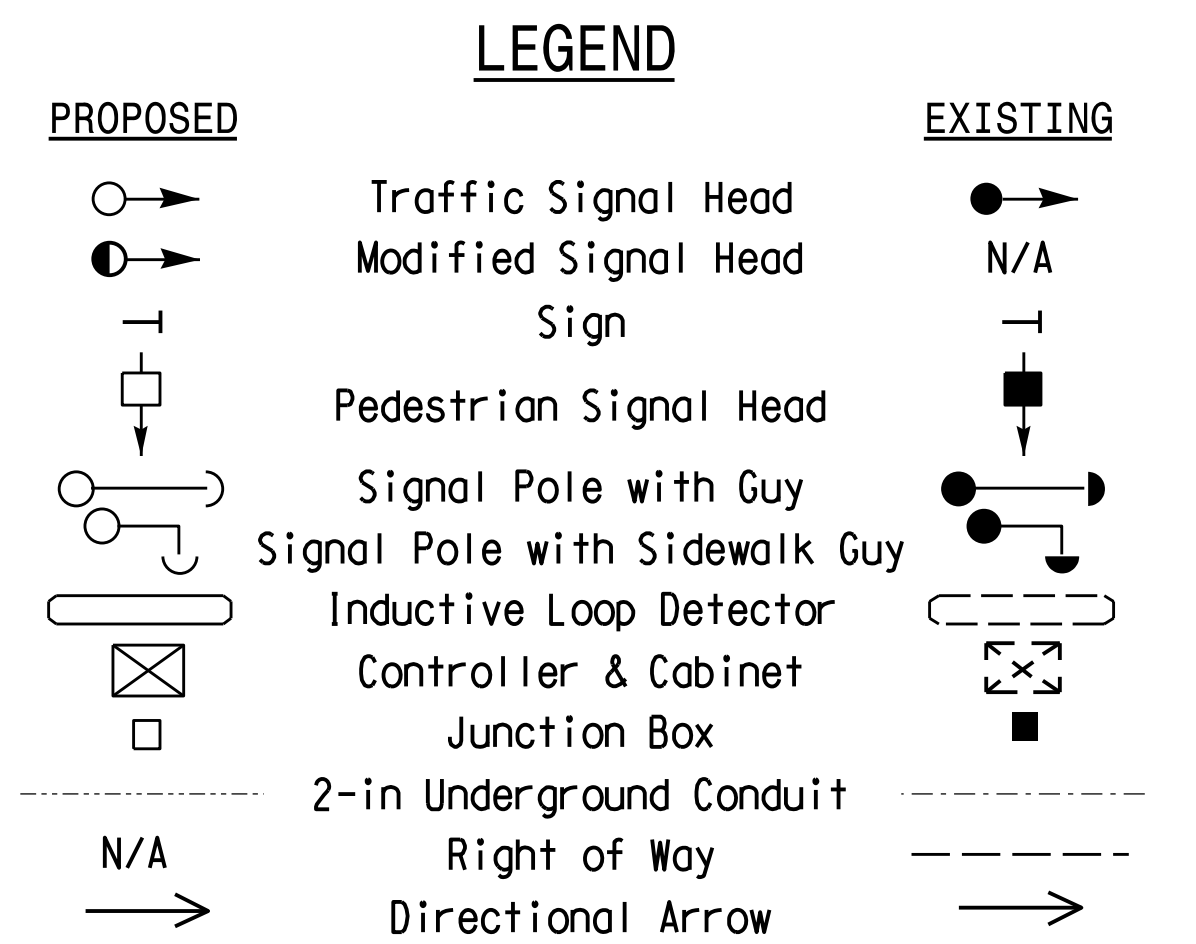 LEGEND
PROPOSED EXISTING
Traffic Signal Head
Modified Signal Head N/A
Sign
Pedestrian Signal Head
Signal Pole with Guy
Signal Pole with Sidewalk Guy
Inductive Loop Detector
Controller & Cabinet
Junction Box
2-in Underground Conduit
N/A Right of Way
Directional Arrow